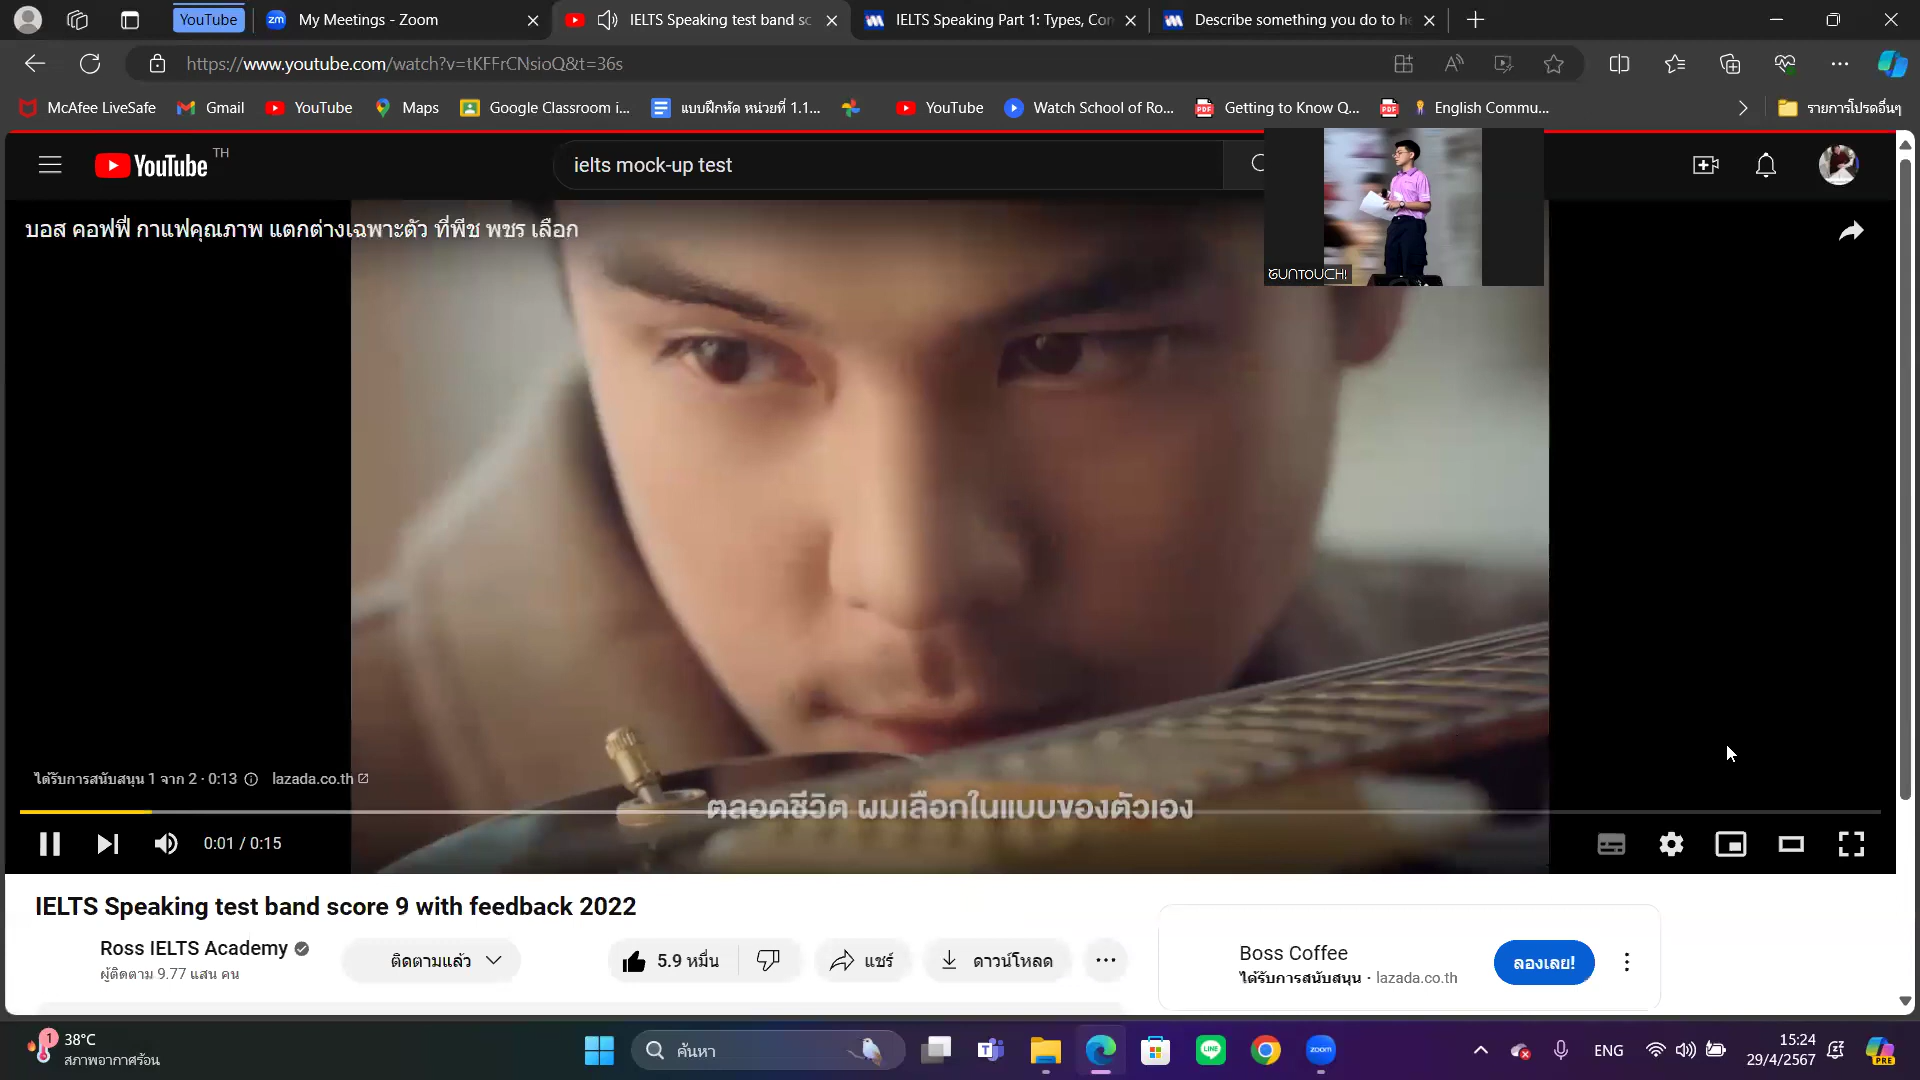 YouTube
My Meetings - Zoom
IELTS Speaking test band sc
IELTS Speaking Part 1: Types, Con
Describe something you do to he
https://www.youtube.com/watch?v=tKFFrCNsioQ&t=36s
McAfee LiveSafe
Gmail
YouTube
Maps
Google Classroom i...
แบบฝึกหัด หน่วยที่ 1.1...
YouTube
Watch School of Ro...
Getting to Know Q...
English Commu...
รายการโปรดอื่นๆ
YouTube TH
ielts mock-up test
บอส คอฟฟี่ กาแฟคุณภาพ แตกต่างเฉพาะตัว ที่พีช พชร เลือก
GUNTOUCH!
ได้รับการสนับสนุน 1 จาก 2 · 0:13
lazada.co.th
ตลอดชีวิต ผมเลือกในแบบของตัวเอง
0:01 / 0:15
IELTS Speaking test band score 9 with feedback 2022
Ross IELTS Academy
ผู้ติดตาม 9.77 แสน คน
ติดตามแล้ว
5.9 หมื่น
แชร์
ดาวน์โหลด
Boss Coffee
ได้รับการสนับสนุน · lazada.co.th
ลองเลย!
1
38°C
สภาพอากาศร้อน
ค้นหา
zoom
ENG
15:24
29/4/2567
PRE